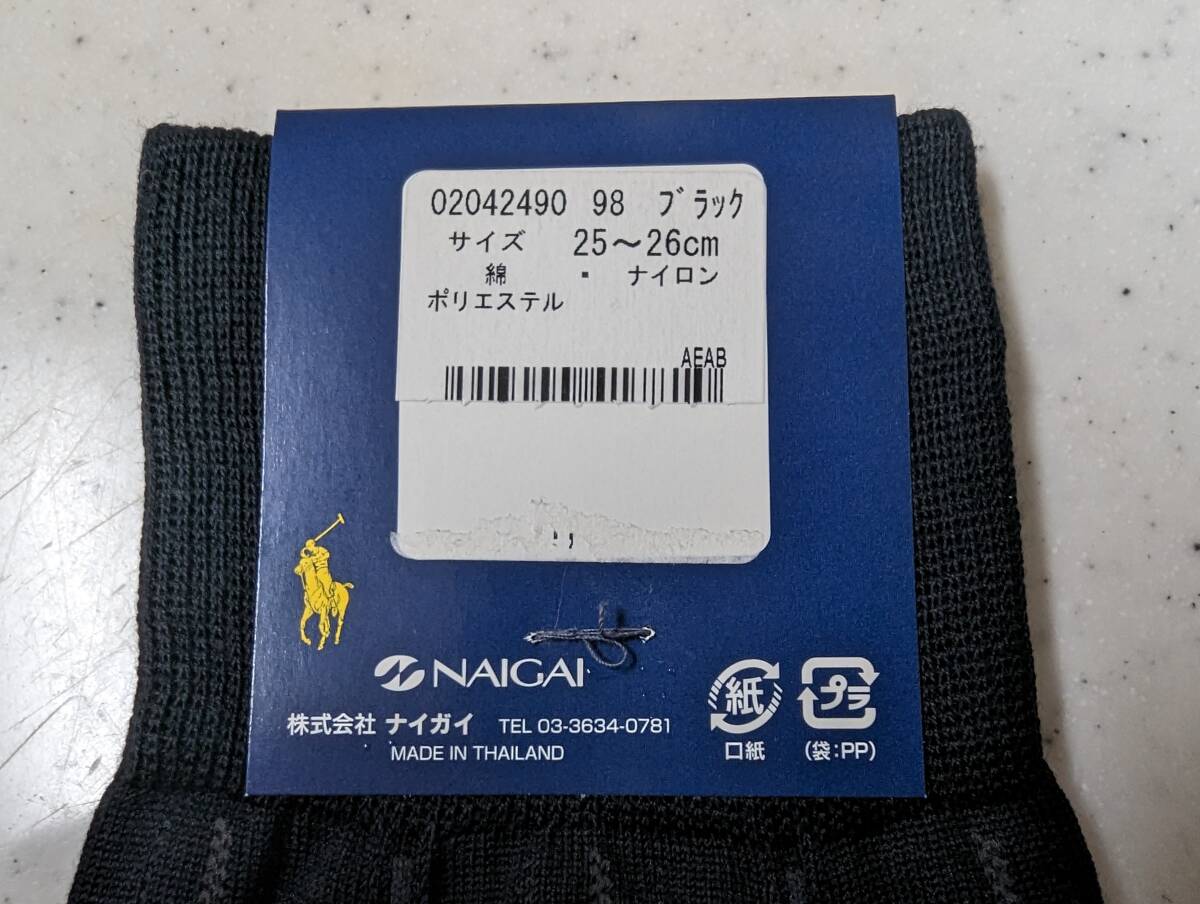 02042490 98 ブラック
サイズ 25～26cm
綿 ・ ナイロン
ポリエステル
AEAB
NAIGAI
株式会社 ナイガイ TEL 03-3634-0781
MADE IN THAILAND
紙
口紙
プラ
(袋:PP)